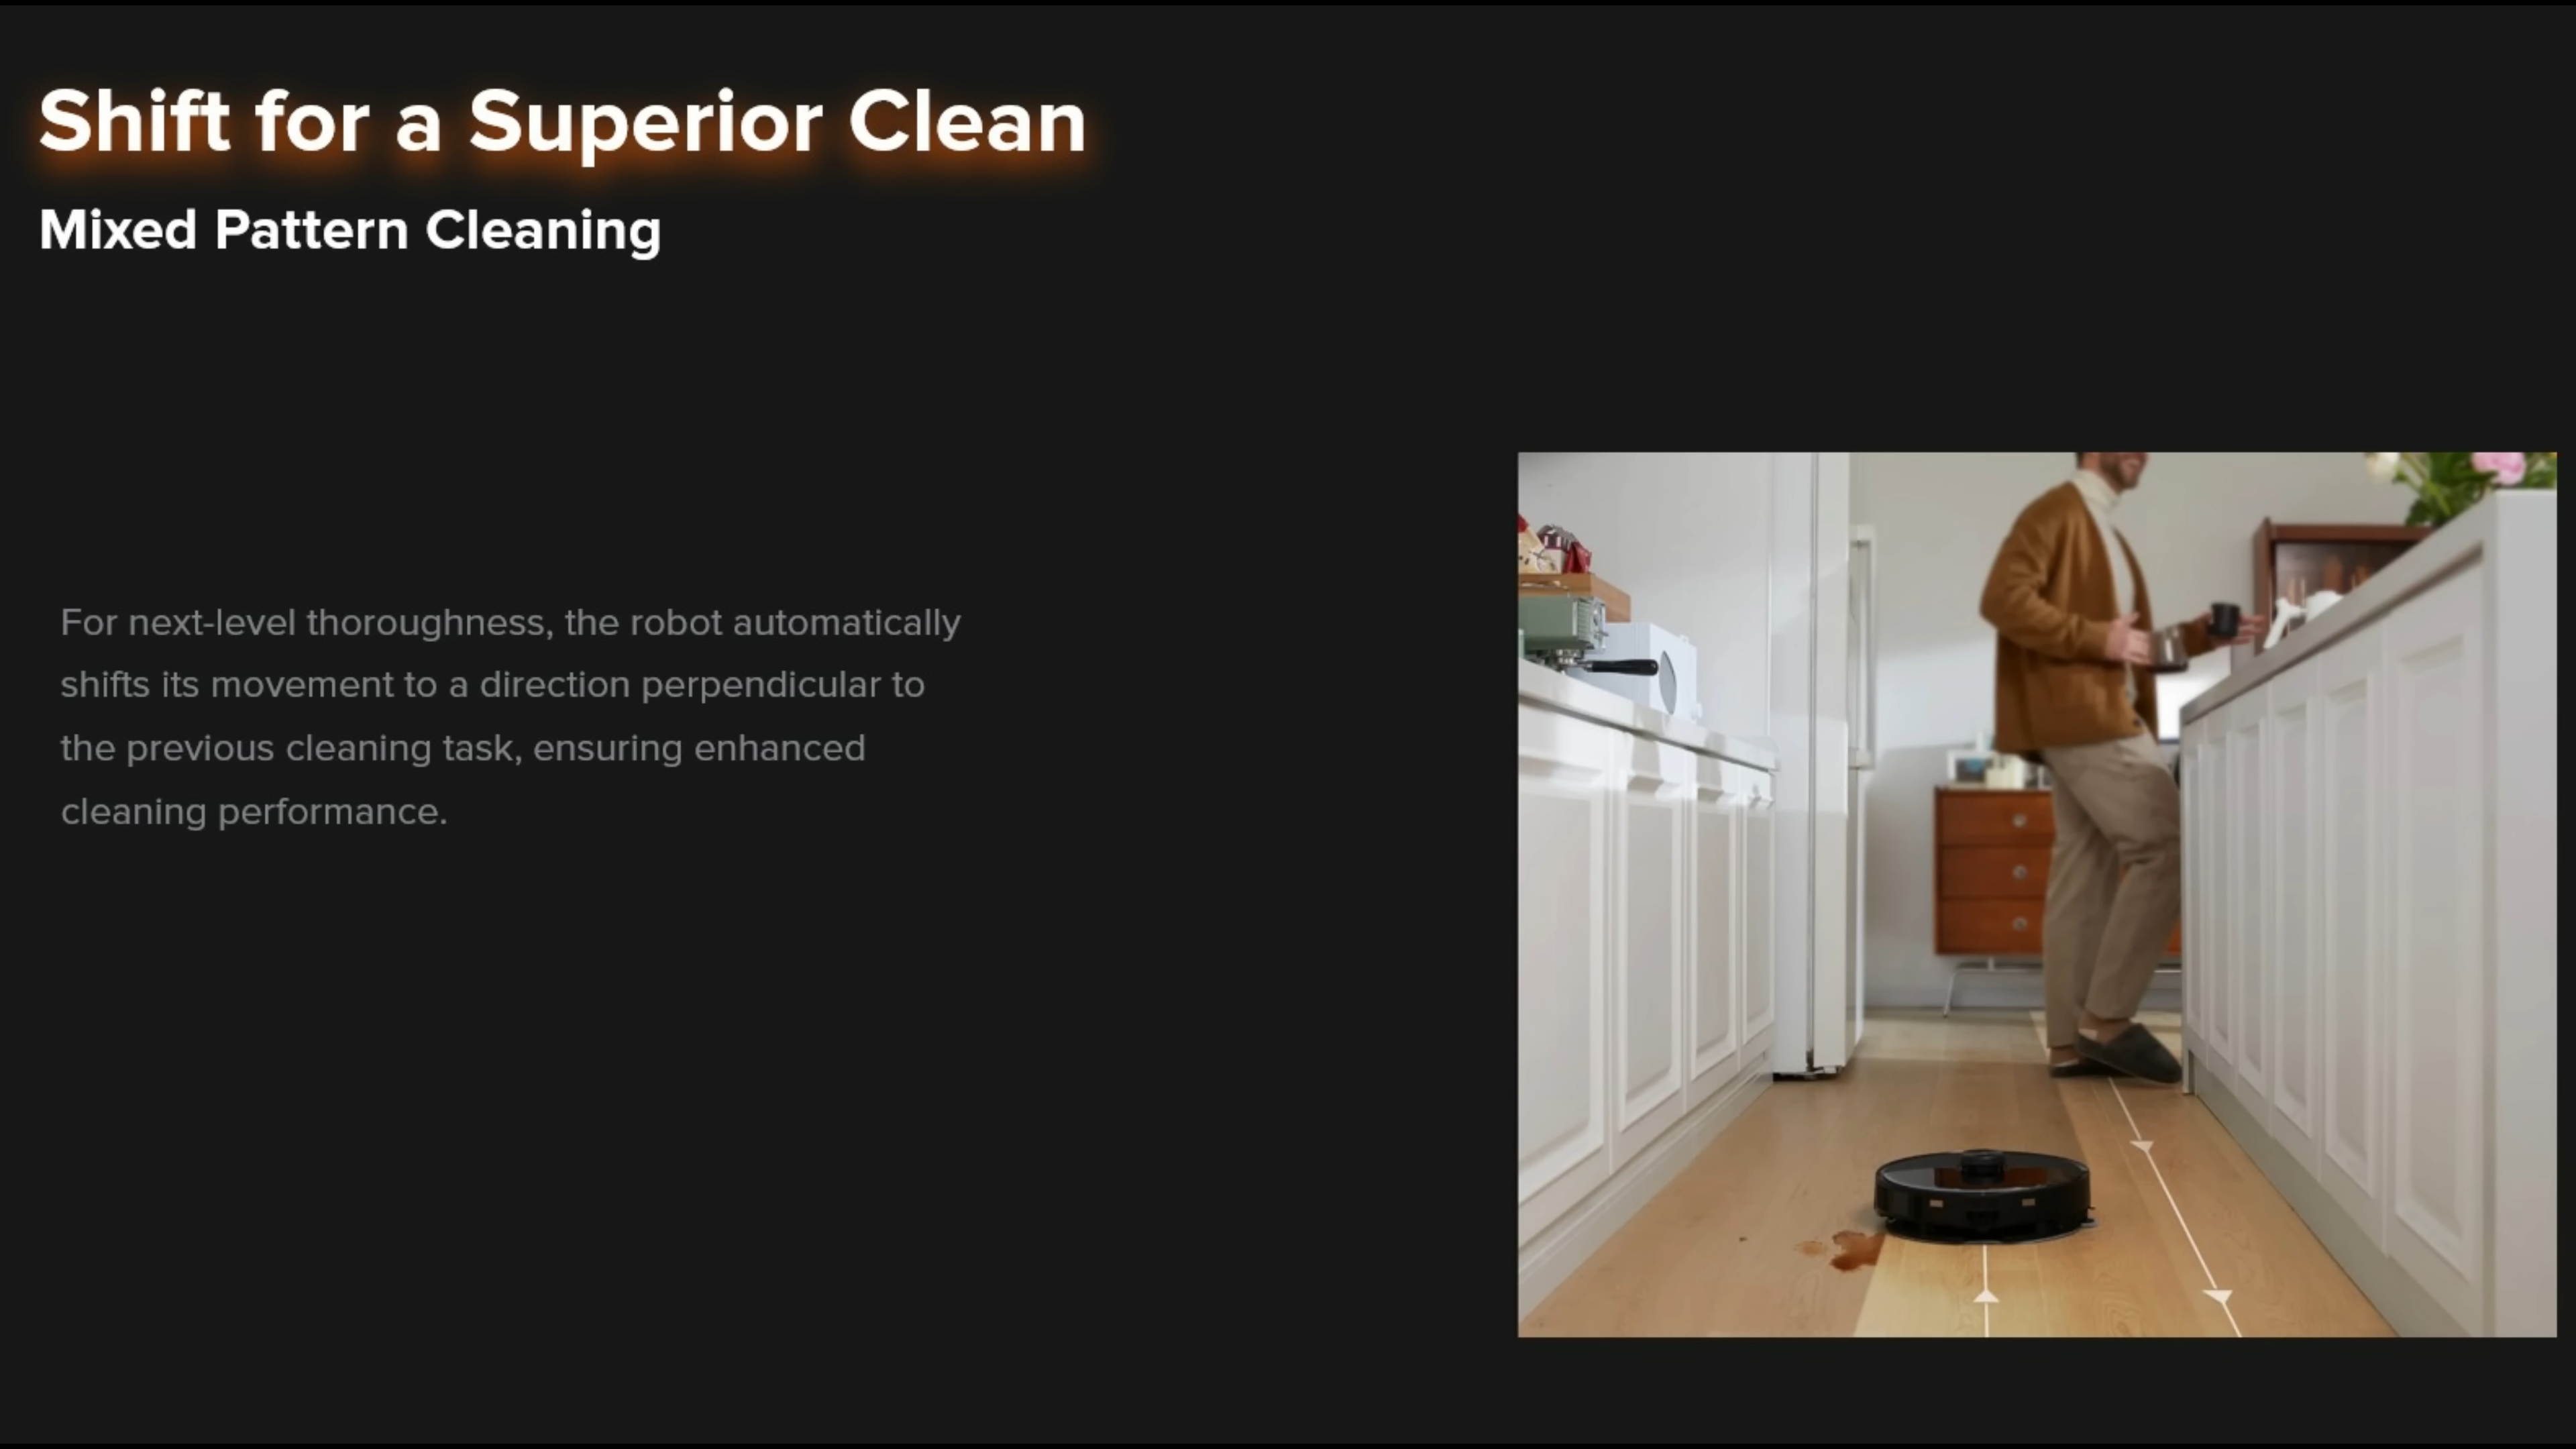 Shift for a Superior Clean
Mixed Pattern Cleaning
For next-level thoroughness, the robot automatically
shifts its movement to a direction perpendicular to
the previous cleaning task, ensuring enhanced
cleaning performance.